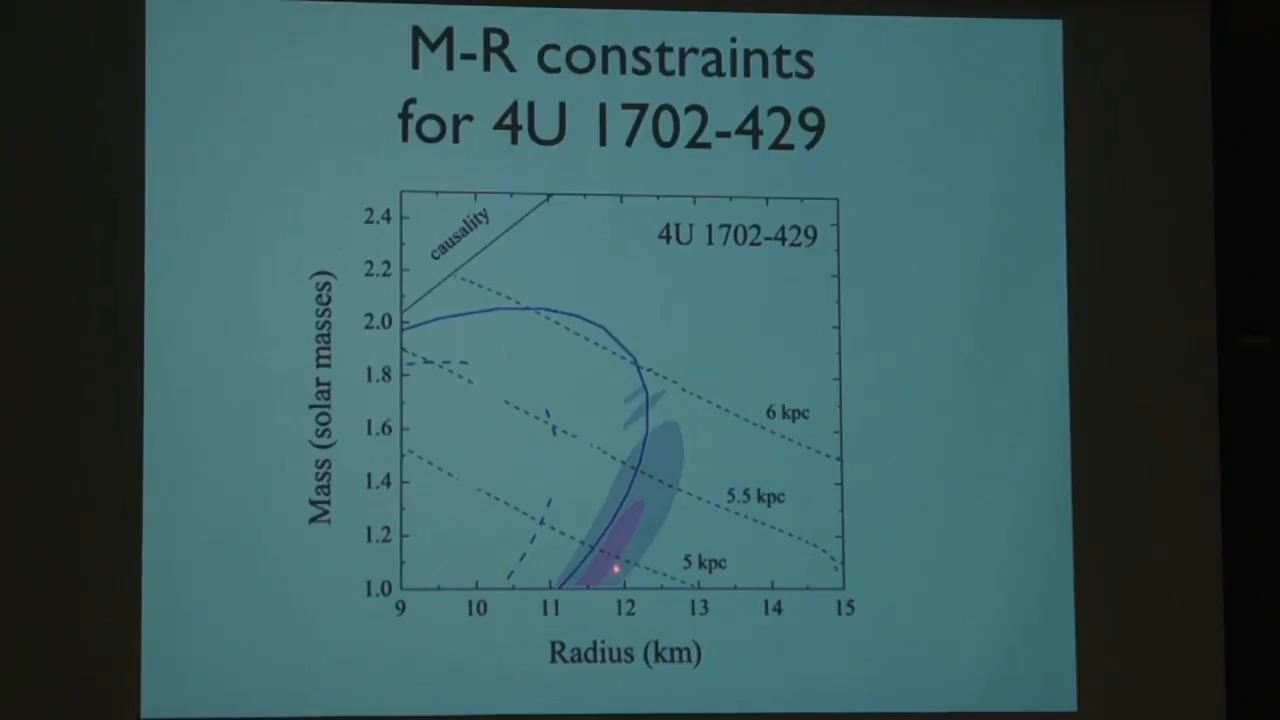 M-R constraints
for 4U 1702-429
causality
4U 1702-429
2.4
2.2
2.0
1.8
1.6
1.4
1.2
1.0
Mass (solar masses)
6 kpc
5.5 kpc
5 kpc
9 10 11 12 13 14 15
Radius (km)